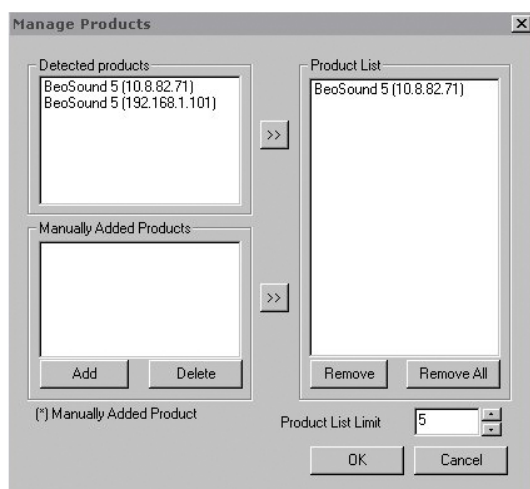 Manage Products
Detected products
BeoSound 5 (10.8.82.71)
BeoSound 5 (192.168.1.101)
>>
Manually Added Products
>>
Add
Delete
(*) Manually Added Product
Product List
BeoSound 5 (10.8.82.71)
Remove
Remove All
Product List Limit
5
OK
Cancel